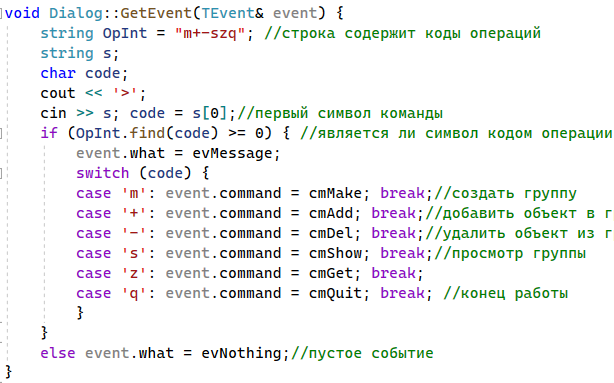 void Dialog::GetEvent(TEvent& event) {
string OpInt = "m+-szq"; //строка содержит коды операций
string s;
char code;
cout << '>';
cin >> s; code = s[0];//первый символ команды
if (OpInt.find(code) >= 0) { //является ли символ кодом операции
event.what = evMessage;
switch (code) {
case 'm': event.command = cmMake; break;//создать группу
case '+': event.command = cmAdd; break;//добавить объект в г
case '-': event.command = cmDel; break;//удалить объект из г
case 's': event.command = cmShow; break;//просмотр группы
case 'z': event.command = cmGet; break;
case 'q': event.command = cmQuit; break; //конец работы
}
}
else event.what = evNothing;//пустое событие
}